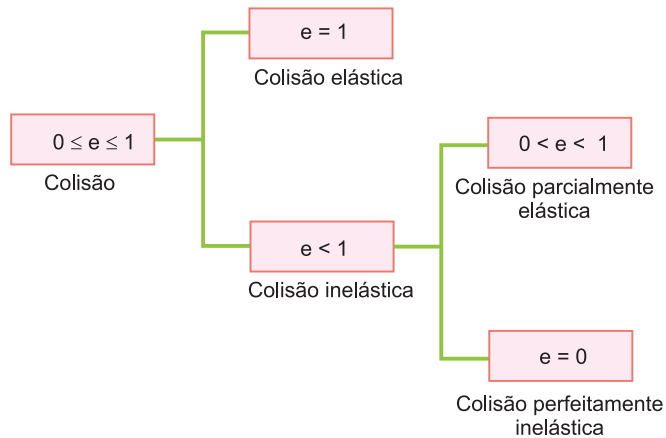 e = 1
Colisão elástica
0 ≤ e ≤ 1
Colisão
0 < e < 1
Colisão parcialmente
elástica
e < 1
Colisão inelástica
e = 0
Colisão perfeitamente
inelástica